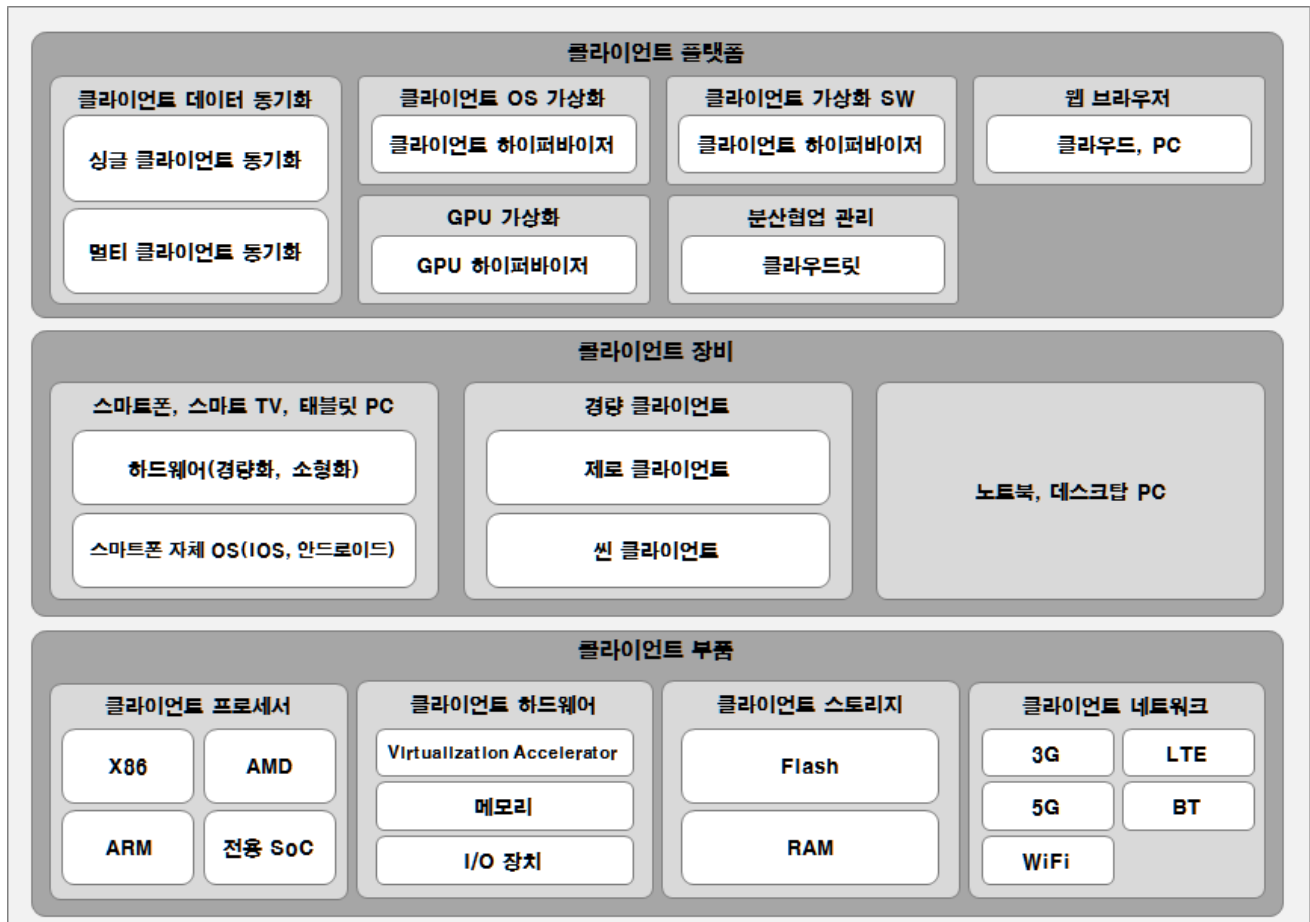 클라이언트 플랫폼
클라이언트 데이터 동기화
싱글 클라이언트 동기화
멀티 클라이언트 동기화
클라이언트 OS 가상화
클라이언트 하이퍼바이저
클라이언트 가상화 SW
클라이언트 하이퍼바이저
웹 브라우저
클라우드, PC
GPU 가상화
GPU 하이퍼바이저
분산협업 관리
클라우드릿
클라이언트 장비
스마트폰, 스마트 TV, 태블릿 PC
하드웨어(경량화, 소형화)
스마트폰 자체 OS(IOS, 안드로이드)
경량 클라이언트
제로 클라이언트
씬 클라이언트
노트북, 데스크탑 PC
클라이언트 부품
클라이언트 프로세서
X86
AMD
ARM
전용 SoC
클라이언트 하드웨어
Virtualization Accelerator
메모리
I/O 장치
클라이언트 스토리지
Flash
RAM
클라이언트 네트워크
3G
LTE
5G
BT
WiFi